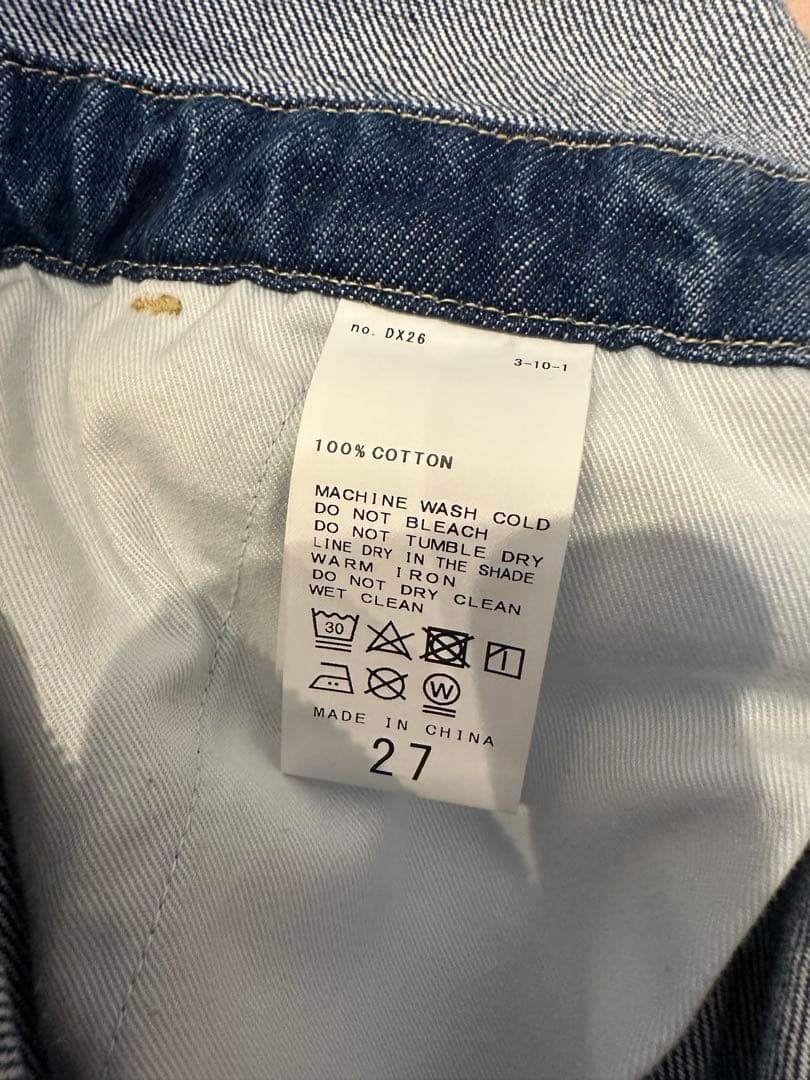 no. DX26
3-10-1
100% COTTON
MACHINE WASH COLD
DO NOT BLEACH
DO NOT TUMBLE DRY
LINE DRY IN THE SHADE
WARM IRON
DO NOT DRY CLEAN
WET CLEAN
30
W
MADE IN CHINA
27